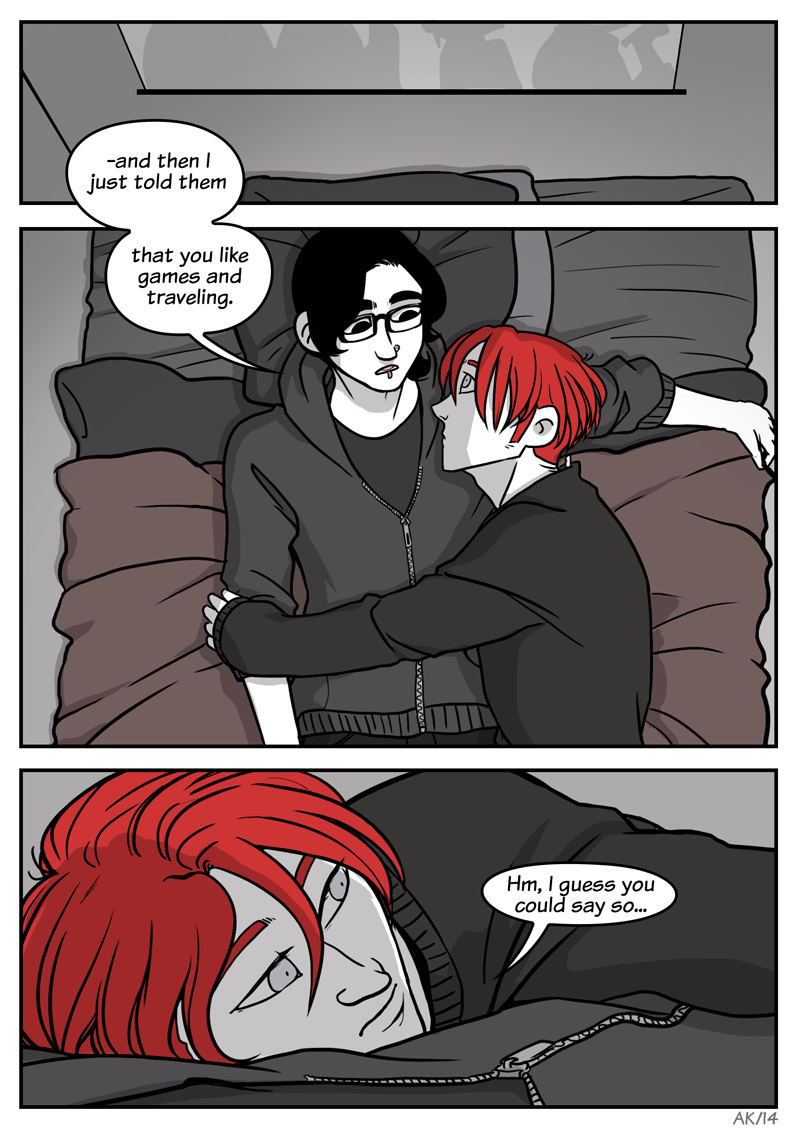 -and then I
just told them
that you like
games and
traveling.
Hm, I guess you
could say so...
AK/14